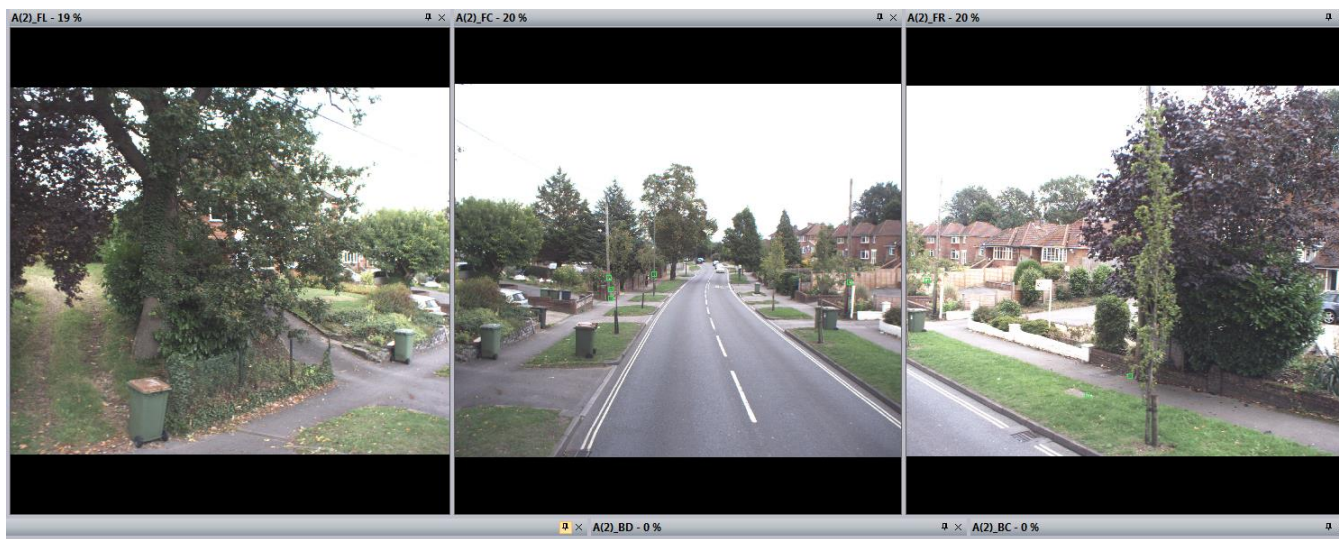 A(2)_FL - 19 %
A(2)_FC - 20 %
A(2)_FR - 20 %
A(2)_BD - 0 %
A(2)_BC - 0 %